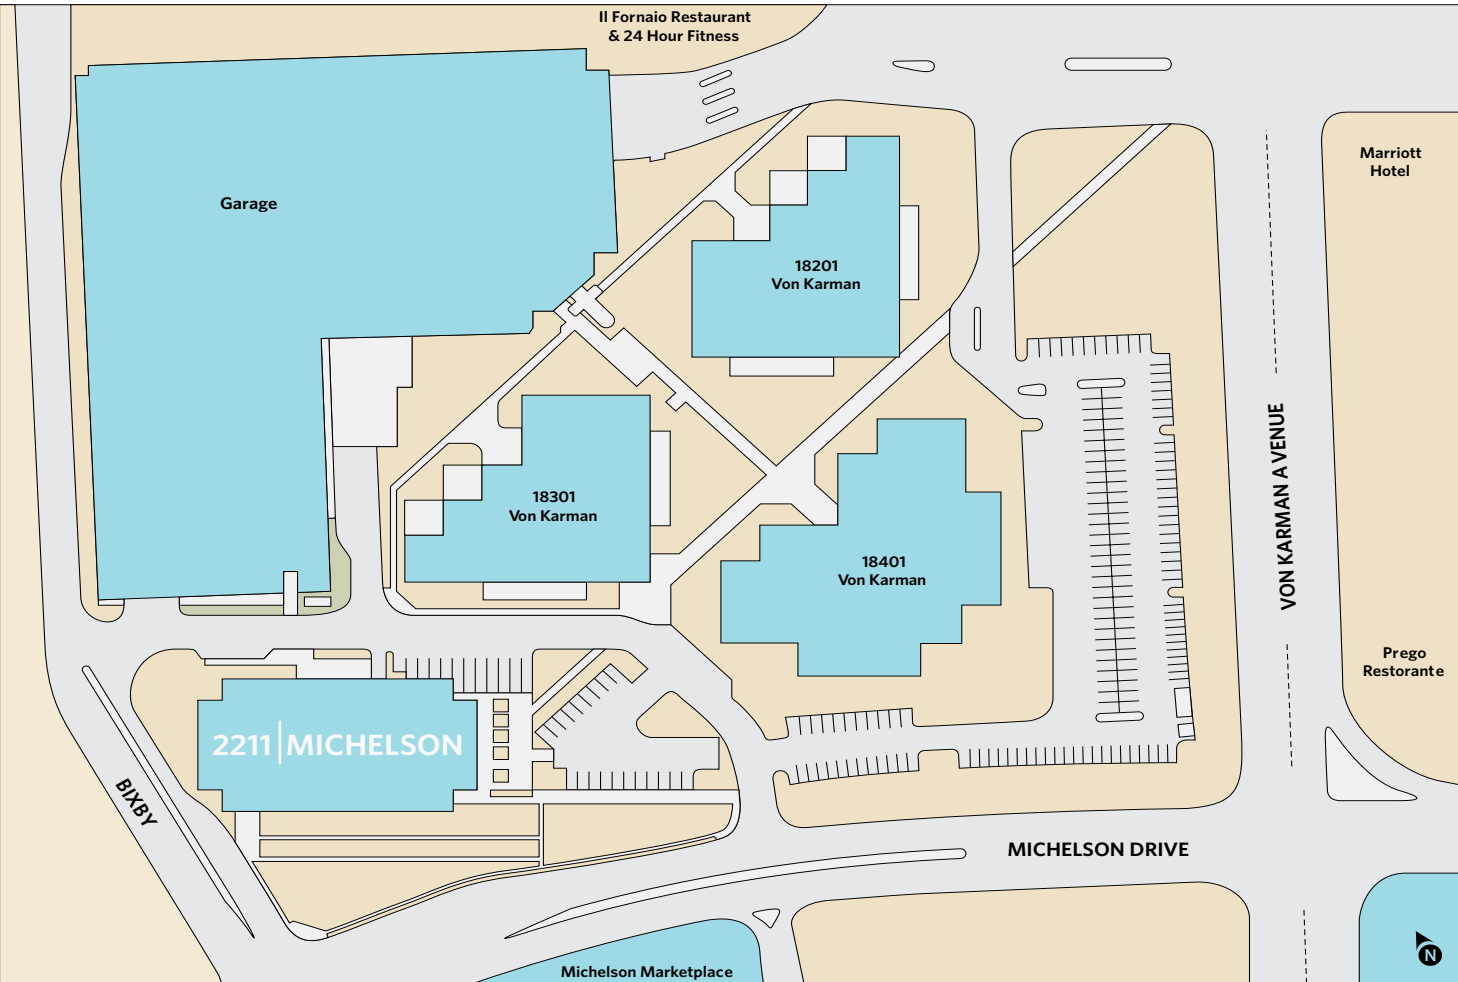 Il Fornaio Restaurant
& 24 Hour Fitness
Marriott
Hotel
Garage
18201
Von Karman
VON KARMAN AVENUE
18301
Von Karman
18401
Von Karman
Prego
Restorante
2211 | MICHELSON
BIXBY
MICHELSON DRIVE
N
Michelson Marketplace